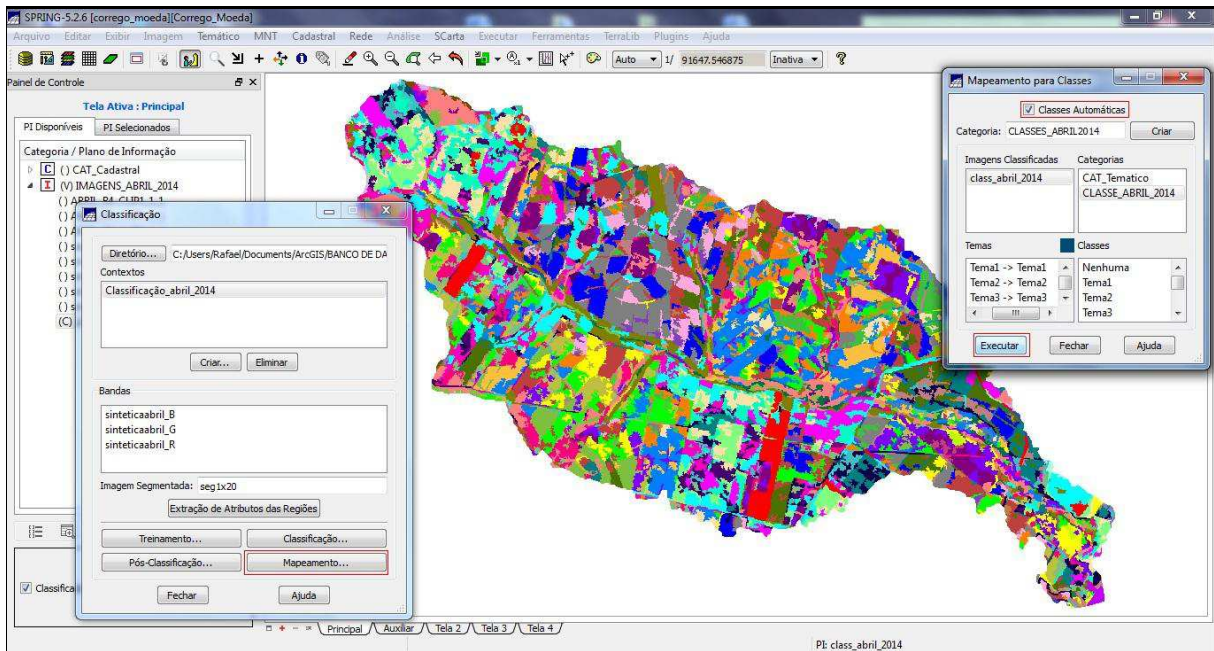 SPRING-5.2.6 [corrego_moeda][Corrego_Moeda]
Arquivo Editar Exibir Imagem Temático MNT Cadastral Rede Análise SCarta Executar Ferramentas TerraLib Plugins Ajuda
Auto 1/ 91647.546875 Inativa
Painel de Controle
Tela Ativa : Principal
PI Disponíveis PI Selecionados
Categoria / Plano de Informação
C () CAT_Cadastral
I (V) IMAGENS_ABRIL_2014
() ABRIL_B4_CUR1_1_1
() A
() A
() s
() s
() s
() s
() s
(C)
Classifica
Classificação
Diretório... C:/Users/Rafael/Documents/ArcGIS/BANCO DE DA
Contextos
Classificação_abril_2014
Criar... Eliminar
Bandas
sinteticaabril_B
sinteticaabril_G
sinteticaabril_R
Imagem Segmentada: seg1x20
Extração de Atributos das Regiões
Treinamento... Classificação...
Pós-Classificação... Mapeamento...
Fechar Ajuda
Mapeamento para Classes
Classes Automáticas
Categoria: CLASSES_ABRIL2014 Criar
Imagens Classificadas Categorias
class_abril_2014 CAT_Tematico
CLASSE_ABRIL_2014
Temas Classes
Tema1 -> Tema1 Nenhuma
Tema2 -> Tema2 Tema1
Tema3 -> Tema3 Tema2
Tema3
Executar Fechar Ajuda
Principal Auxiliar Tela 2 Tela 3 Tela 4
PI: class_abril_2014